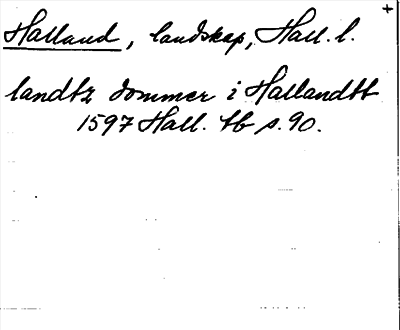 Halland, landskap, Hall. l.
landtz dommer i Hallandtt
1597 Hall. tb s. 90.